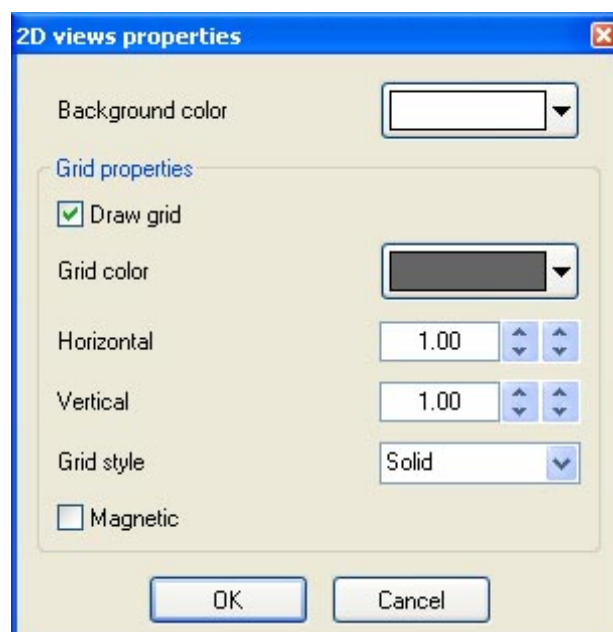 2D views properties
Background color
Grid properties
Draw grid
Grid color
Horizontal 1.00
Vertical 1.00
Grid style Solid
Magnetic
OK Cancel